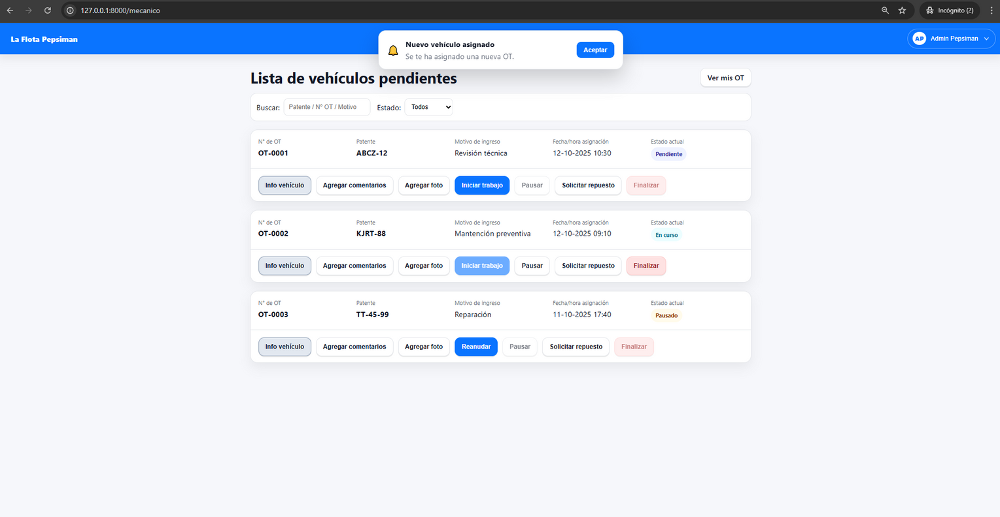 127.0.0.1:8000/mecanico
Incógnito (2)
La Flota Pepsiman
Nuevo vehículo asignado
Se te ha asignado una nueva OT.
Aceptar
AP Admin Pepsiman
Lista de vehículos pendientes
Ver mis OT
Buscar: Patente / N° OT / Motivo Estado: Todos
N° de OT Patente Motivo de ingreso Fecha/hora asignación Estado actual
OT-0001 ABCZ-12 Revisión técnica 12-10-2025 10:30 Pendiente
Info vehículo Agregar comentarios Agregar foto Iniciar trabajo Pausar Solicitar repuesto Finalizar
N° de OT Patente Motivo de ingreso Fecha/hora asignación Estado actual
OT-0002 KJRT-88 Mantención preventiva 12-10-2025 09:10 En curso
Info vehículo Agregar comentarios Agregar foto Iniciar trabajo Pausar Solicitar repuesto Finalizar
N° de OT Patente Motivo de ingreso Fecha/hora asignación Estado actual
OT-0003 TT-45-99 Reparación 11-10-2025 17:40 Pausado
Info vehículo Agregar comentarios Agregar foto Reanudar Pausar Solicitar repuesto Finalizar